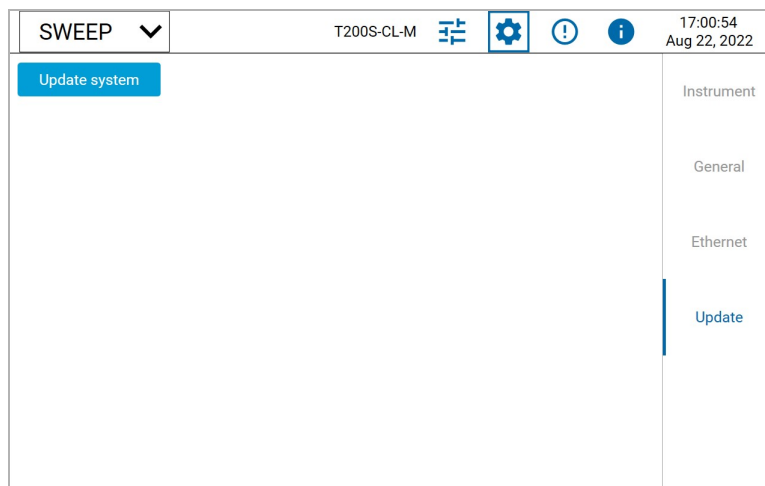 SWEEP
T200S-CL-M
17:00:54
Aug 22, 2022
Update system
Instrument
General
Ethernet
Update